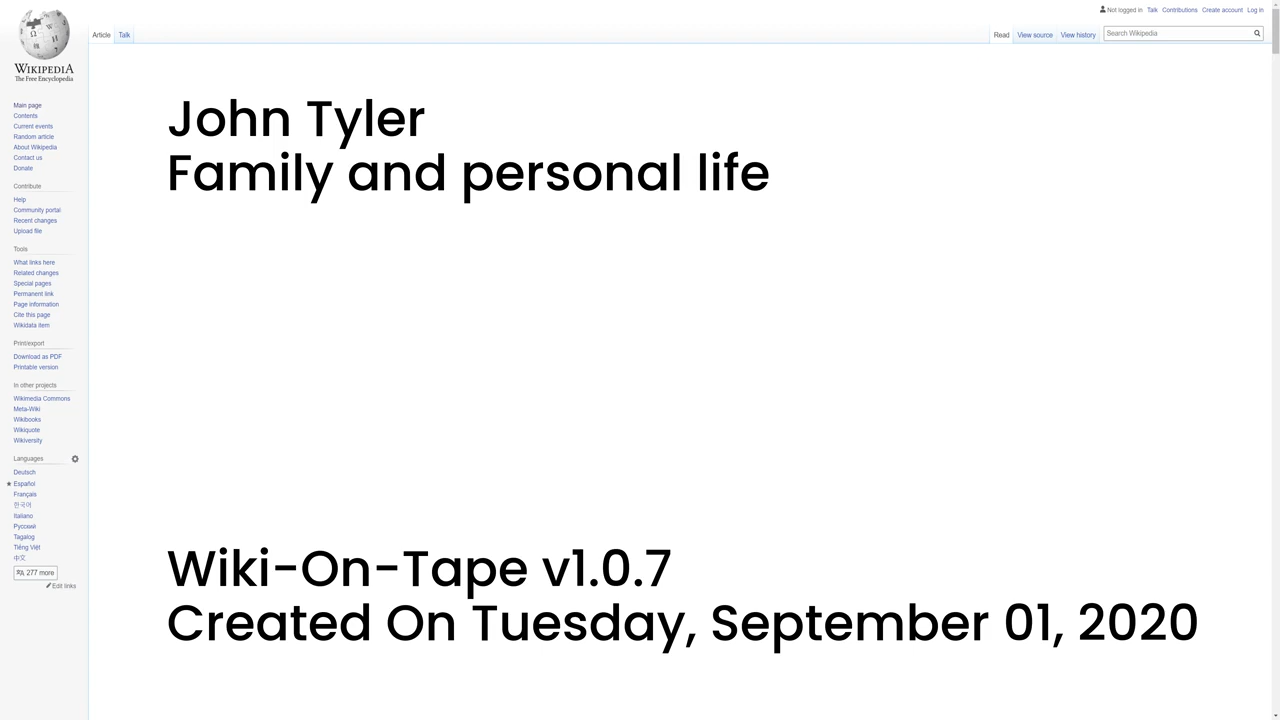 Not logged in Talk Contributions Create account Log in
Article Talk Read View source View history Search Wikipedia
WIKIPEDIA
The Free Encyclopedia
Main page
Contents
Current events
Random article
About Wikipedia
Contact us
Donate
Contribute
Help
Community portal
Recent changes
Upload file
Tools
What links here
Related changes
Special pages
Permanent link
Page information
Cite this page
Wikidata item
Print/export
Download as PDF
Printable version
In other projects
Wikimedia Commons
Meta-Wiki
Wikibooks
Wikiquote
Wikiversity
Languages
Deutsch
Español
Français
한국어
Italiano
Русский
Tagalog
Tiếng Việt
中文
277 more
Edit links
John Tyler
Family and personal life
Wiki-On-Tape v1.0.7
Created On Tuesday, September 01, 2020